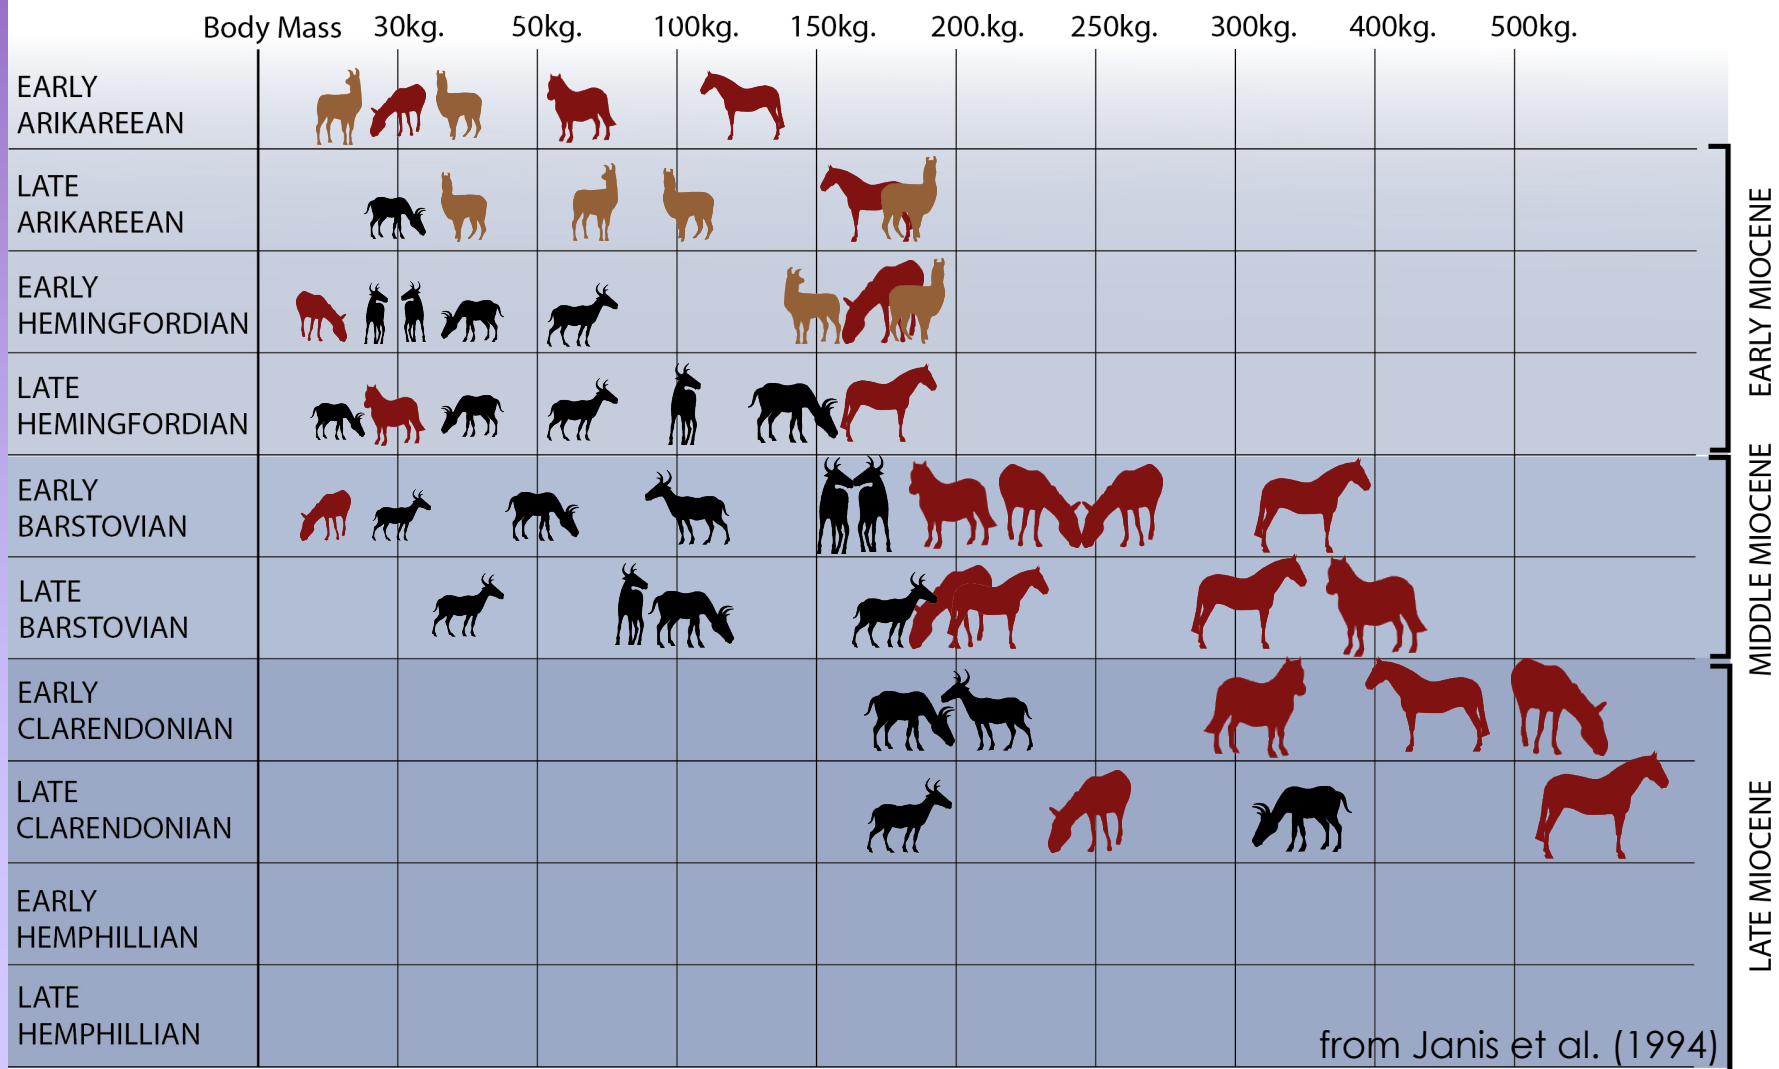 Body Mass 30kg. 50kg. 100kg. 150kg. 200.kg. 250kg. 300kg. 400kg. 500kg.
EARLY
ARIKAREEAN
LATE
ARIKAREEAN
EARLY
HEMINGFORDIAN
LATE
HEMINGFORDIAN
EARLY MIOCENE
EARLY
BARSTOVIAN
LATE
BARSTOVIAN
MIDDLE MIOCENE
EARLY
CLARENDONIAN
LATE
CLARENDONIAN
EARLY
HEMPHILLIAN
LATE
HEMPHILLIAN
LATE MIOCENE
from Janis et al. (1994)